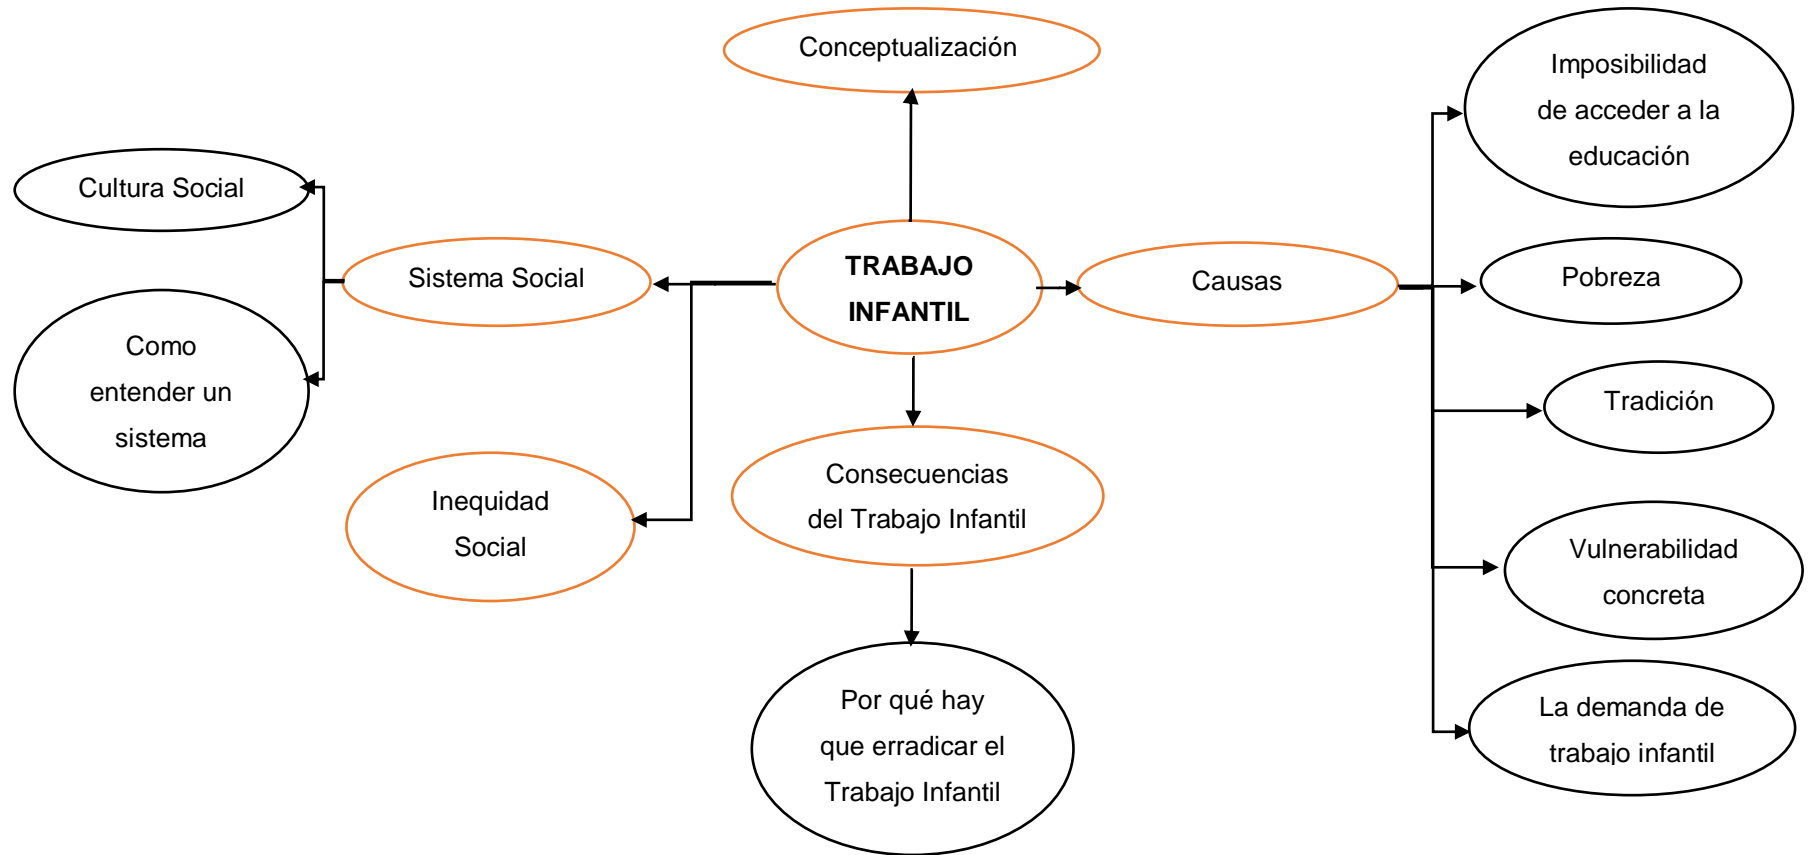 Conceptualización
Imposibilidad
de acceder a la
educación
Cultura Social
Sistema Social
TRABAJO
INFANTIL
Causas
Pobreza
Como
entender un
sistema
Tradición
Inequidad
Social
Consecuencias
del Trabajo Infantil
Vulnerabilidad
concreta
Por qué hay
que erradicar el
Trabajo Infantil
La demanda de
trabajo infantil